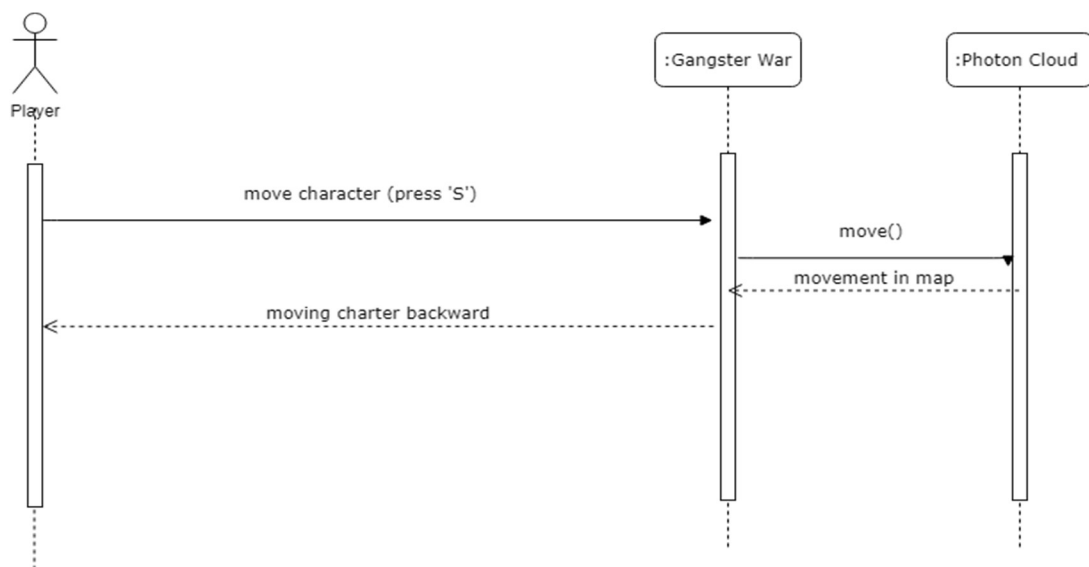 :Gangster War
:Photon Cloud
Player
move character (press 'S')
move()
movement in map
moving charter backward